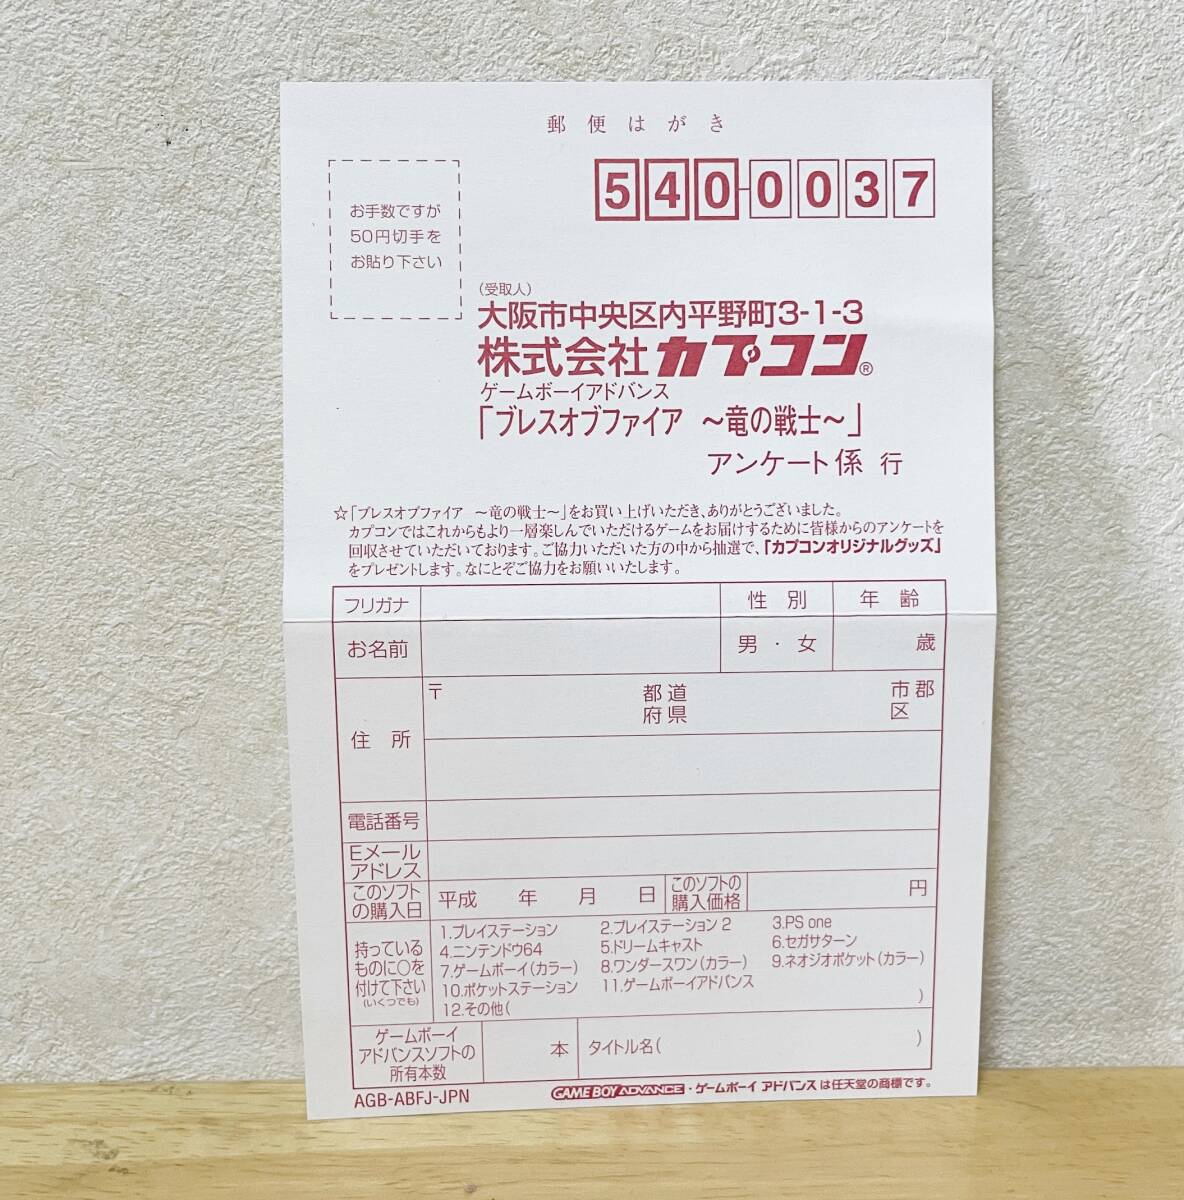 郵便はがき
540-0037
お手数ですが
50円切手を
お貼り下さい
（受取人）
大阪市中央区内平野町3-1-3
株式会社 カプコン®
ゲームボーイアドバンス
「ブレスオブファイア ～竜の戦士～」
アンケート係 行
☆「ブレスオブファイア ～竜の戦士～」をお買い上げいただき、ありがとうございました。
カプコンではこれからもより一層楽しんでいただけるゲームをお届けするために皆様からのアンケートを
回収させていただいております。ご協力いただいた方の中から抽選で、「カプコンオリジナルグッズ」
をプレゼントします。なにとぞご協力をお願いいたします。
フリガナ 性別 年齢
お名前 男・女 歳
住所 〒 都道府県 市郡区
電話番号
Eメール
アドレス
このソフト
の購入日 平成 年 月 日 このソフトの
購入価格 円
持っている
ものに○を
付けて下さい
（いくつでも）
1.プレイステーション 2.プレイステーション2 3.PS one
4.ニンテンドウ64 5.ドリームキャスト 6.セガサターン
7.ゲームボーイ（カラー） 8.ワンダースワン（カラー） 9.ネオジオポケット（カラー）
10.ポケットステーション 11.ゲームボーイアドバンス
12.その他（ ）
ゲームボーイ
アドバンスソフトの
所有本数 本 タイトル名（ ）
AGB-ABFJ-JPN
GAME BOY ADVANCE・ゲームボーイ アドバンスは任天堂の商標です。